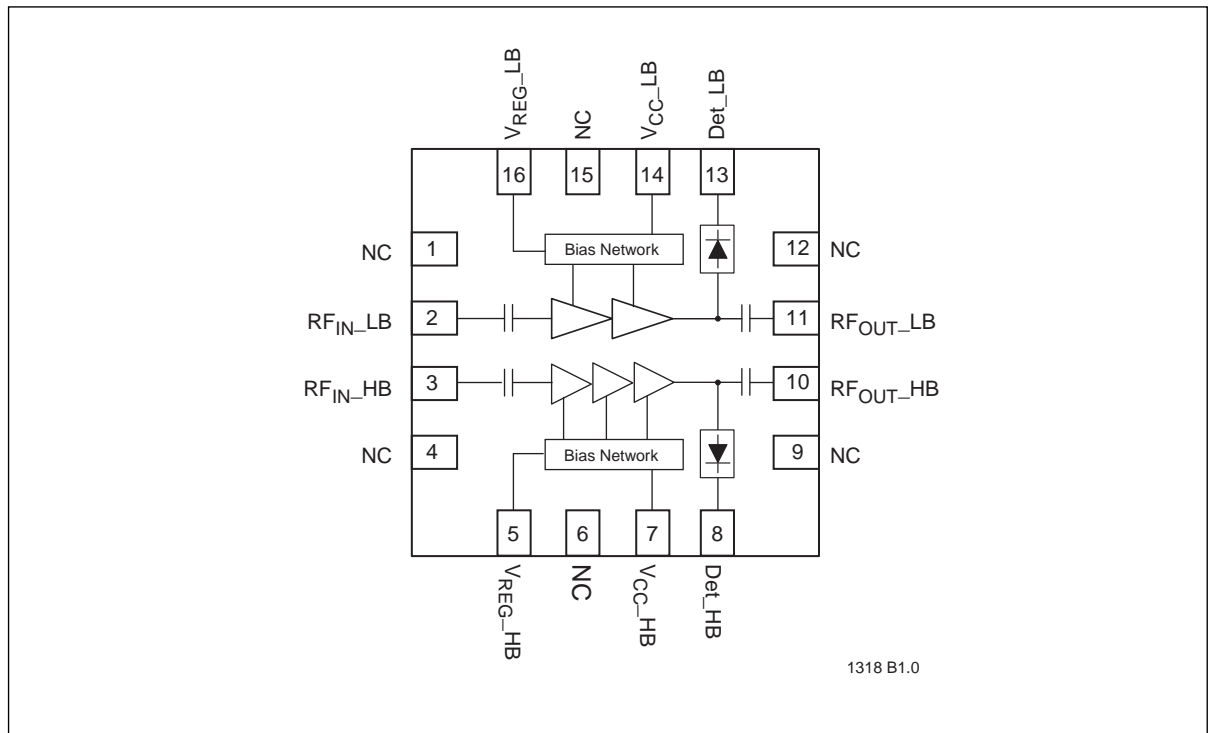 VREG_LB
NC
VCC_LB
Det_LB
16
15
14
13
NC
1
Bias Network
12
NC
RFIN_LB
2
11
RFOUT_LB
RFIN_HB
3
10
RFOUT_HB
NC
4
Bias Network
9
NC
5
6
7
8
VREG_HB
NC
VCC_HB
Det_HB
1318 B1.0